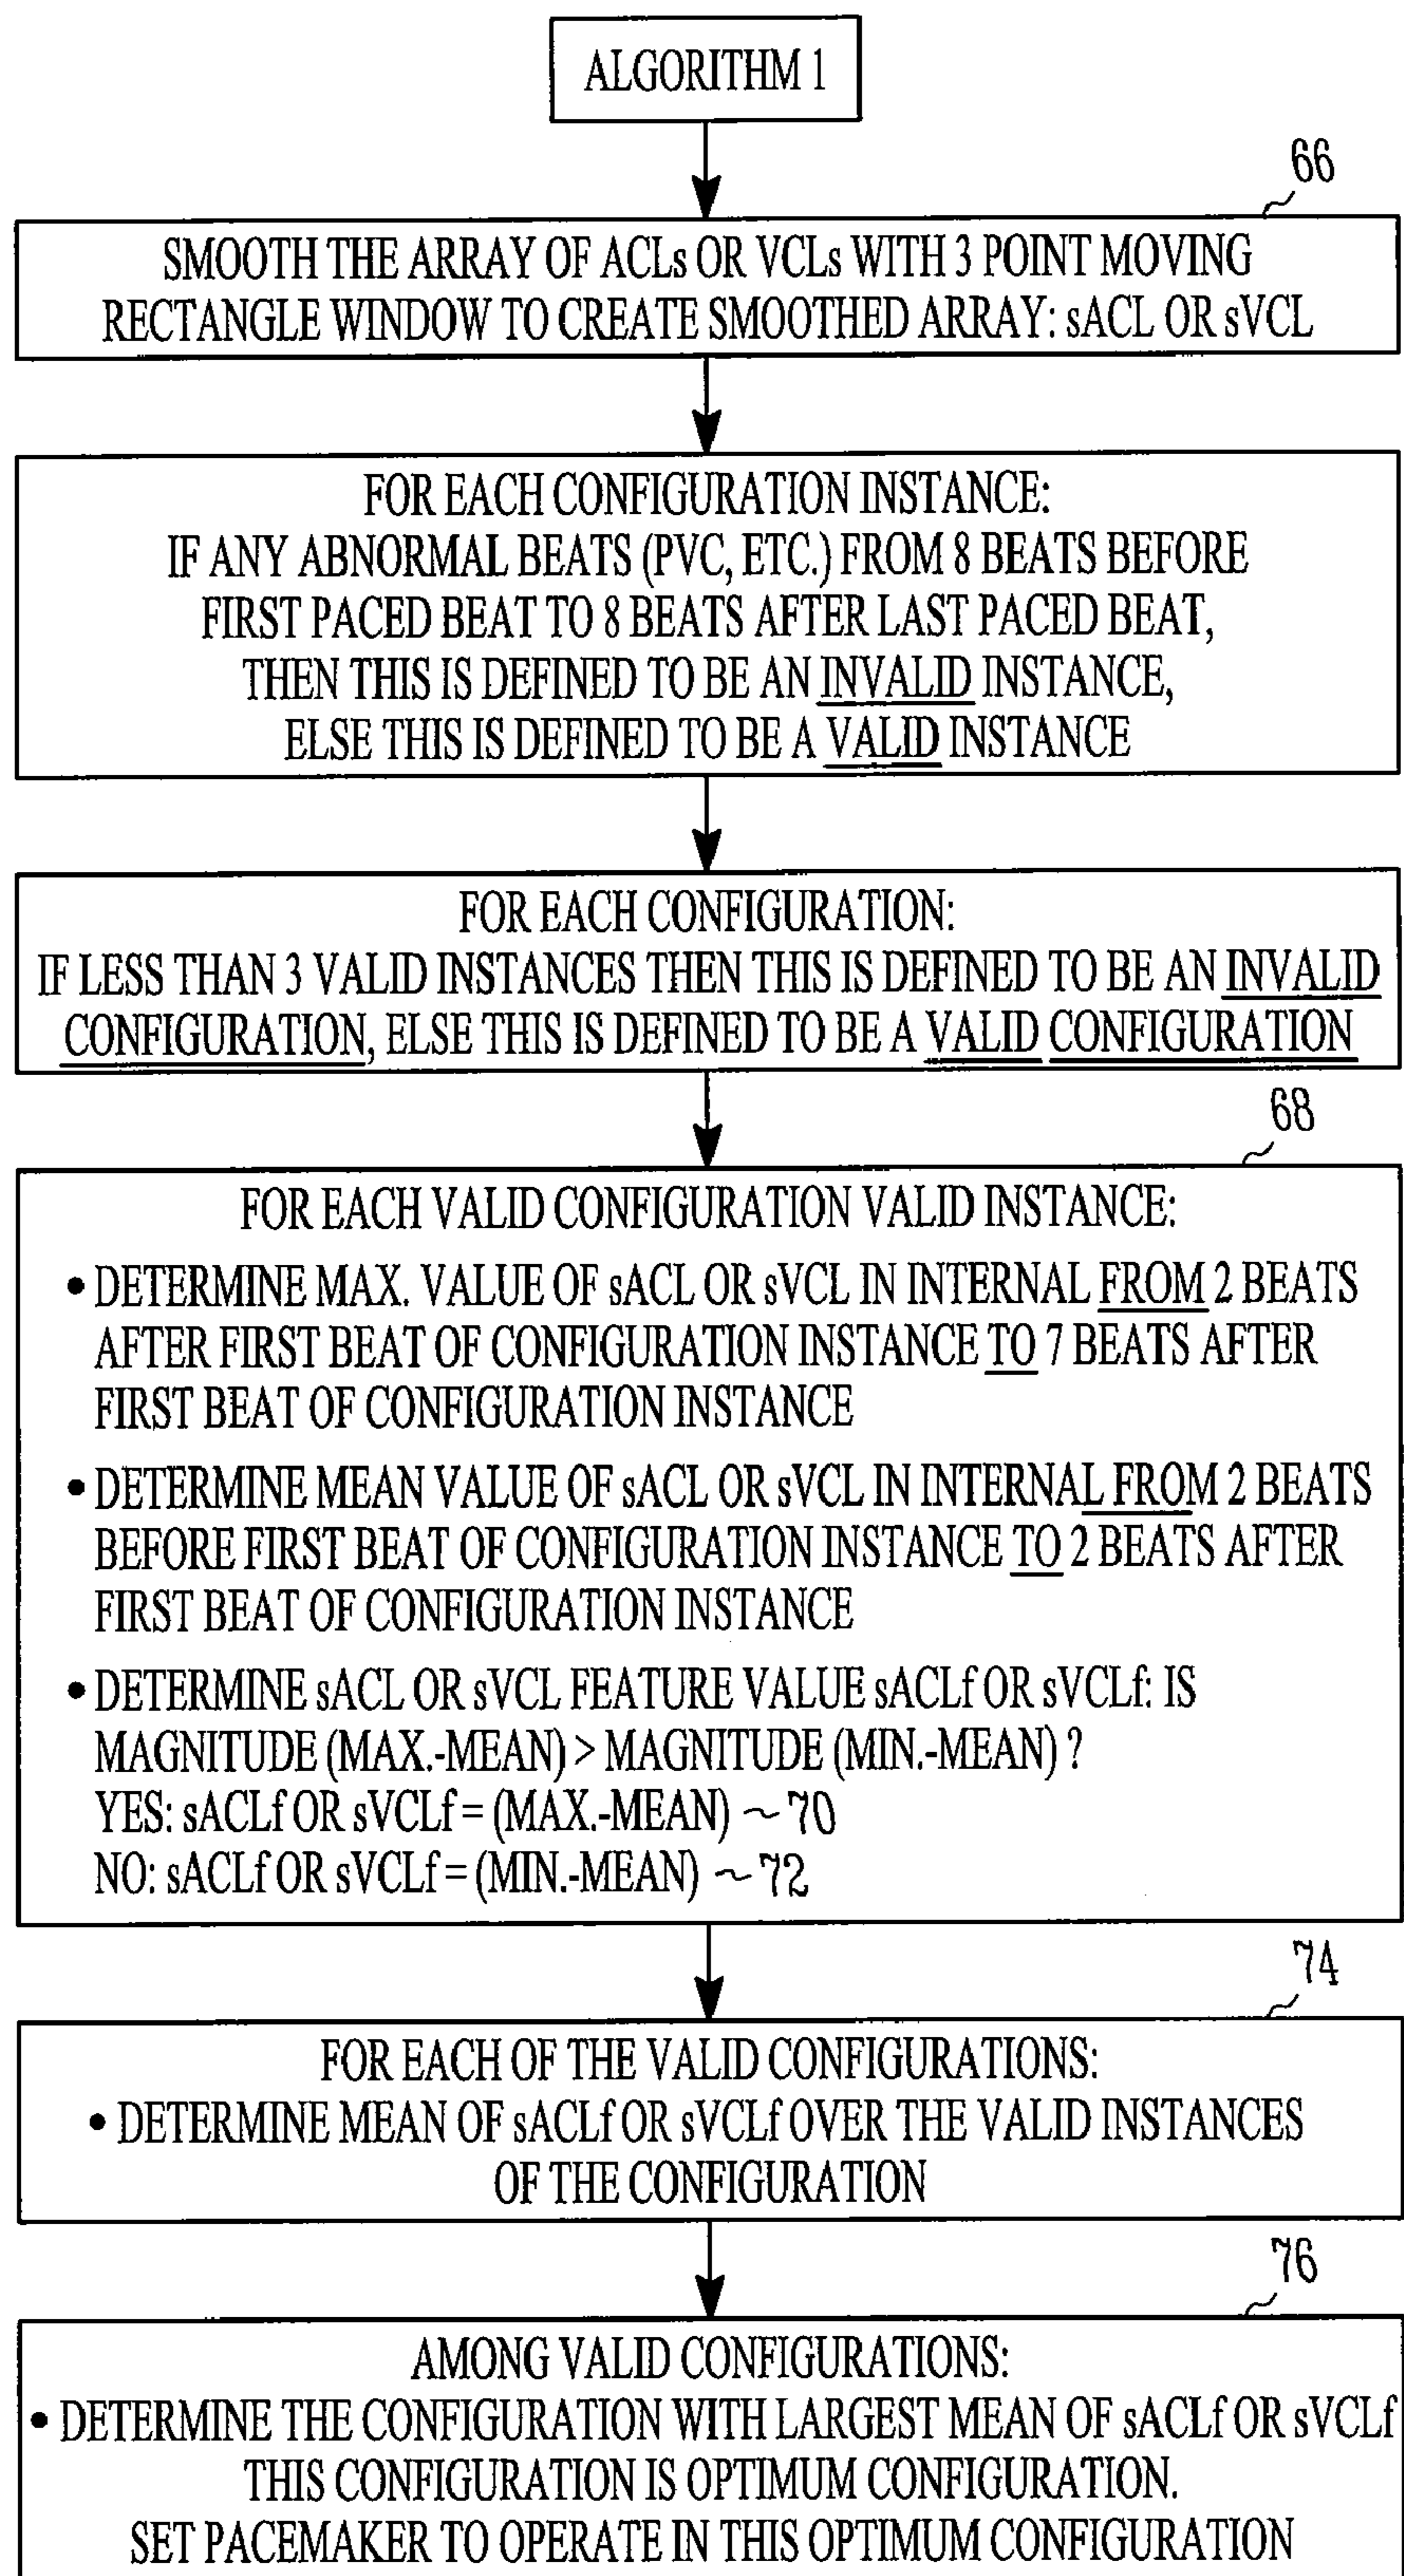 ALGORITHM 1
66
SMOOTH THE ARRAY OF ACLs OR VCLs WITH 3 POINT MOVING
RECTANGLE WINDOW TO CREATE SMOOTHED ARRAY: sACL OR sVCL
FOR EACH CONFIGURATION INSTANCE:
IF ANY ABNORMAL BEATS (PVC, ETC.) FROM 8 BEATS BEFORE
FIRST PACED BEAT TO 8 BEATS AFTER LAST PACED BEAT,
THEN THIS IS DEFINED TO BE AN INVALID INSTANCE,
ELSE THIS IS DEFINED TO BE A VALID INSTANCE
FOR EACH CONFIGURATION:
IF LESS THAN 3 VALID INSTANCES THEN THIS IS DEFINED TO BE AN INVALID
CONFIGURATION, ELSE THIS IS DEFINED TO BE A VALID CONFIGURATION
68
FOR EACH VALID CONFIGURATION VALID INSTANCE:
• DETERMINE MAX. VALUE OF sACL OR sVCL IN INTERNAL FROM 2 BEATS
AFTER FIRST BEAT OF CONFIGURATION INSTANCE TO 7 BEATS AFTER
FIRST BEAT OF CONFIGURATION INSTANCE
• DETERMINE MEAN VALUE OF sACL OR sVCL IN INTERNAL FROM 2 BEATS
BEFORE FIRST BEAT OF CONFIGURATION INSTANCE TO 2 BEATS AFTER
FIRST BEAT OF CONFIGURATION INSTANCE
• DETERMINE sACL OR sVCL FEATURE VALUE sACLf OR sVCLf: IS
MAGNITUDE (MAX.-MEAN) > MAGNITUDE (MIN.-MEAN) ?
YES: sACLf OR sVCLf = (MAX.-MEAN) ~70
NO: sACLf OR sVCLf = (MIN.-MEAN) ~72
74
FOR EACH OF THE VALID CONFIGURATIONS:
• DETERMINE MEAN OF sACLf OR sVCLf OVER THE VALID INSTANCES
OF THE CONFIGURATION
76
AMONG VALID CONFIGURATIONS:
• DETERMINE THE CONFIGURATION WITH LARGEST MEAN OF sACLf OR sVCLf
THIS CONFIGURATION IS OPTIMUM CONFIGURATION.
SET PACEMAKER TO OPERATE IN THIS OPTIMUM CONFIGURATION